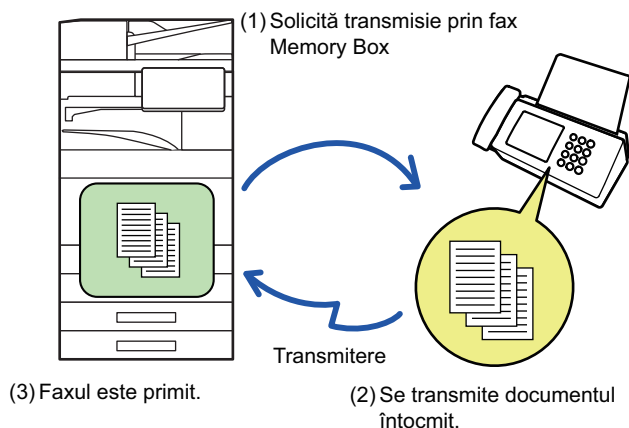 (1) Solicită transmisie prin fax
Memory Box
Transmitere
(3) Faxul este primit.
(2) Se transmite documentul
întocmit.